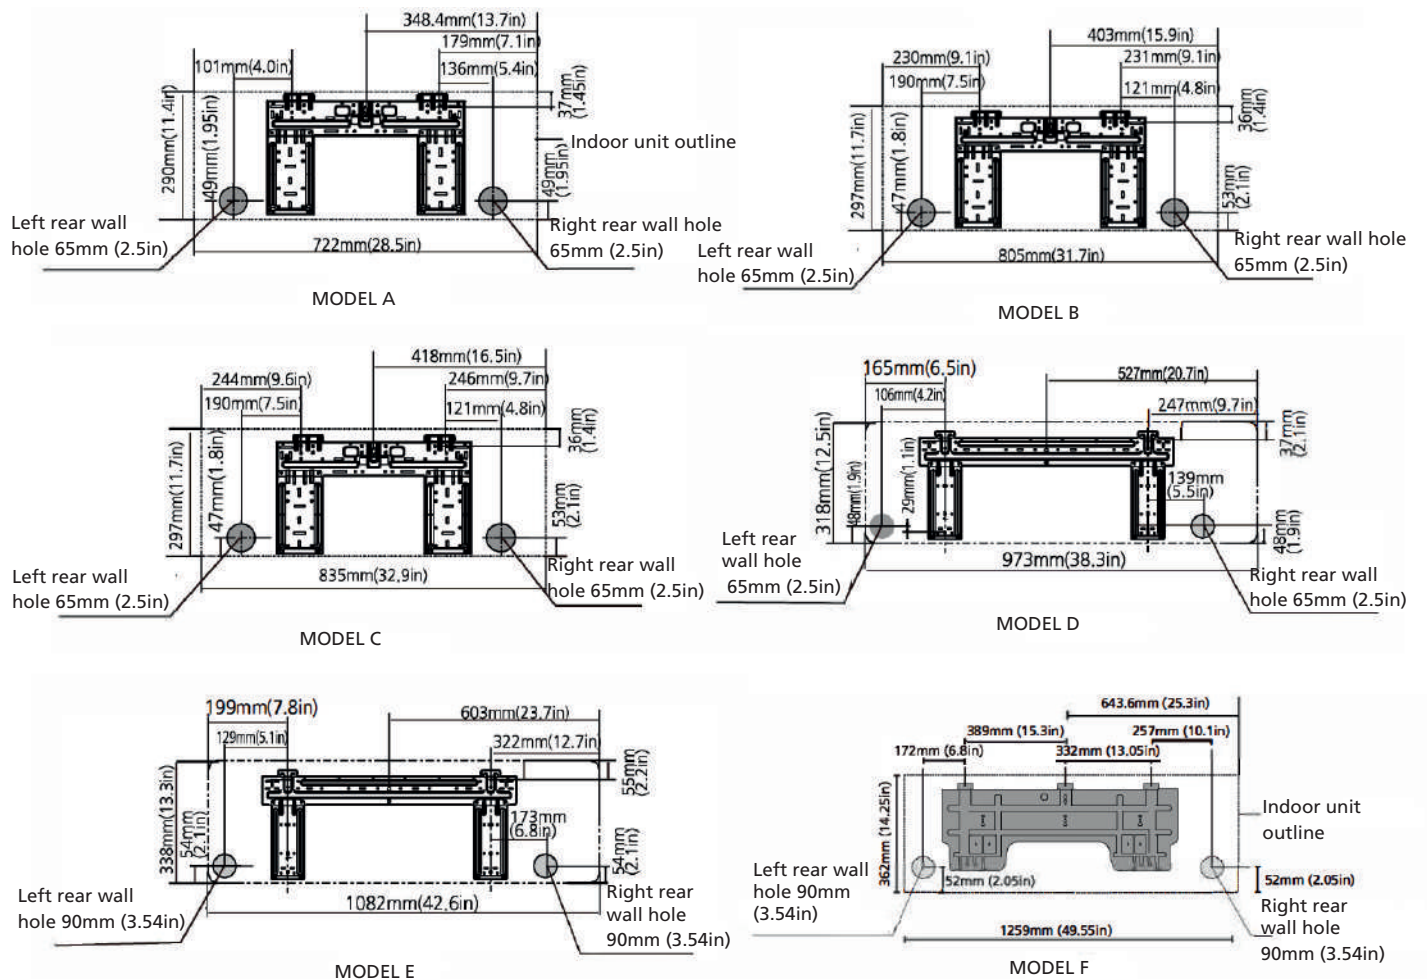 348.4mm(13.7in)
179mm(7.1in)
101mm(4.0in)
136mm(5.4in)
37mm
(1.45in)
290mm(11.4in)
49mm(1.95in)
Indoor unit outline
49mm
(1.95in)
Left rear wall
hole 65mm (2.5in)
722mm(28.5in)
Right rear wall hole
65mm (2.5in)
MODEL A
403mm(15.9in)
230mm(9.1in)
231mm(9.1in)
190mm(7.5in)
121mm(4.8in)
36mm
(1.4in)
297mm(11.7in)
47mm(1.8in)
53mm
(2.1in)
Left rear wall
hole 65mm (2.5in)
805mm(31.7in)
Right rear wall hole
65mm (2.5in)
MODEL B
418mm(16.5in)
244mm(9.6in)
246mm(9.7in)
190mm(7.5in)
121mm(4.8in)
36mm
(1.4in)
297mm(11.7in)
47mm(1.8in)
53mm
(2.1in)
Left rear wall
hole 65mm (2.5in)
835mm(32.9in)
Right rear wall
hole 65mm (2.5in)
MODEL C
165mm(6.5in)
527mm(20.7in)
106mm(4.2in)
247mm(9.7in)
37mm
(2.1in)
318mm(12.5in)
48mm(1.9in)
29mm(1.1in)
139mm
(5.5in)
48mm
(1.9in)
Left rear
wall hole
65mm (2.5in)
973mm(38.3in)
Right rear wall
hole 65mm (2.5in)
MODEL D
199mm(7.8in)
603mm(23.7in)
129mm(5.1in)
322mm(12.7in)
55mm
(2.2in)
338mm(13.3in)
54mm
(2.1in)
173mm
(6.8in)
54mm
(2.1in)
Left rear wall
hole 90mm (3.54in)
1082mm(42.6in)
Right rear
wall hole
90mm (3.54in)
MODEL E
643.6mm (25.3in)
389mm (15.3in)
257mm (10.1in)
172mm (6.8in)
332mm (13.05in)
362mm (14.25in)
Indoor unit
outline
Left rear wall
hole 90mm
(3.54in)
52mm (2.05in)
52mm (2.05in)
1259mm (49.55in)
Right rear
wall hole
90mm (3.54in)
MODEL F